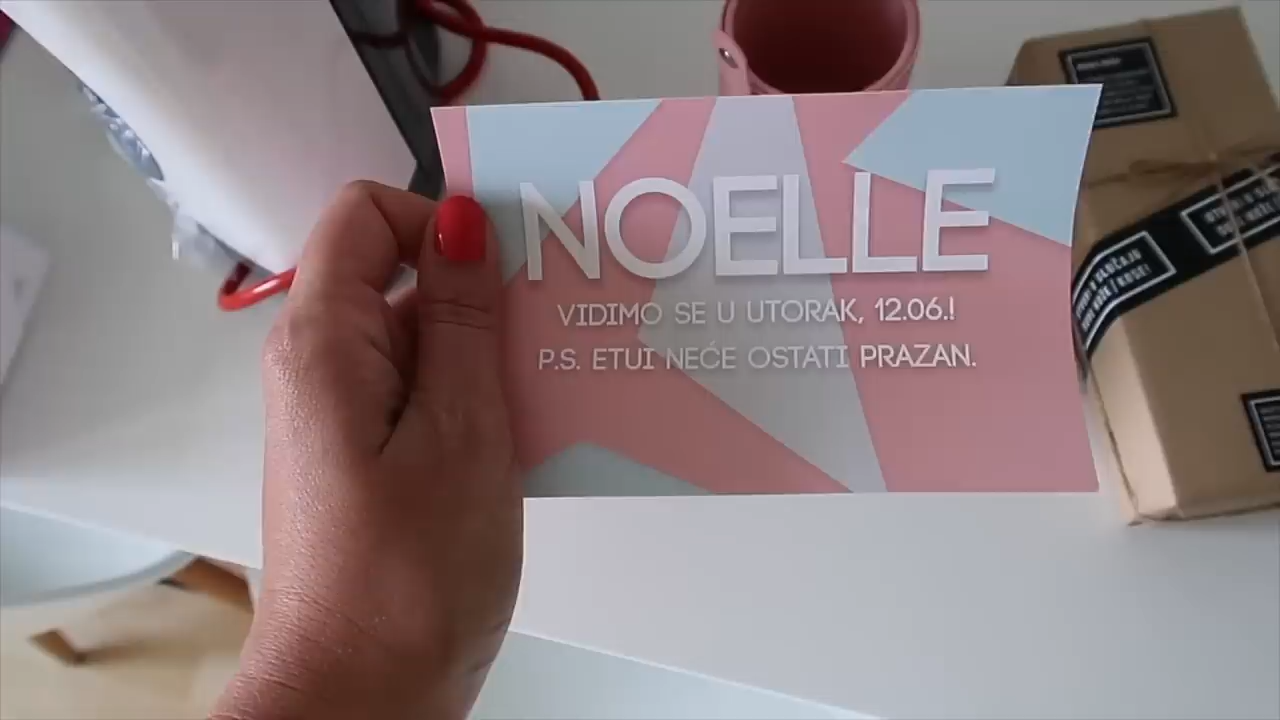 NOELLE
VIDIMO SE U UTORAK, 12.06.!
P.S. ETUI NEĆE OSTATI PRAZAN.